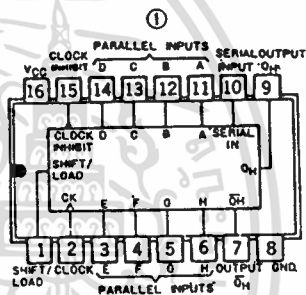 ①
PARALLEL INPUTS
CLOCK SERIAL OUTPUT
VCC INHIBIT D C B A INPUT QH
16 15 14 13 12 11 10 9
CLOCK D C B A SERIAL
INHIBIT IN
SHIFT/
LOAD QH
CK E F G H Q̅H
1 2 3 4 5 6 7 8
SHIFT/ CLOCK E F G H OUTPUT GND
LOAD PARALLEL INPUTS Q̅H